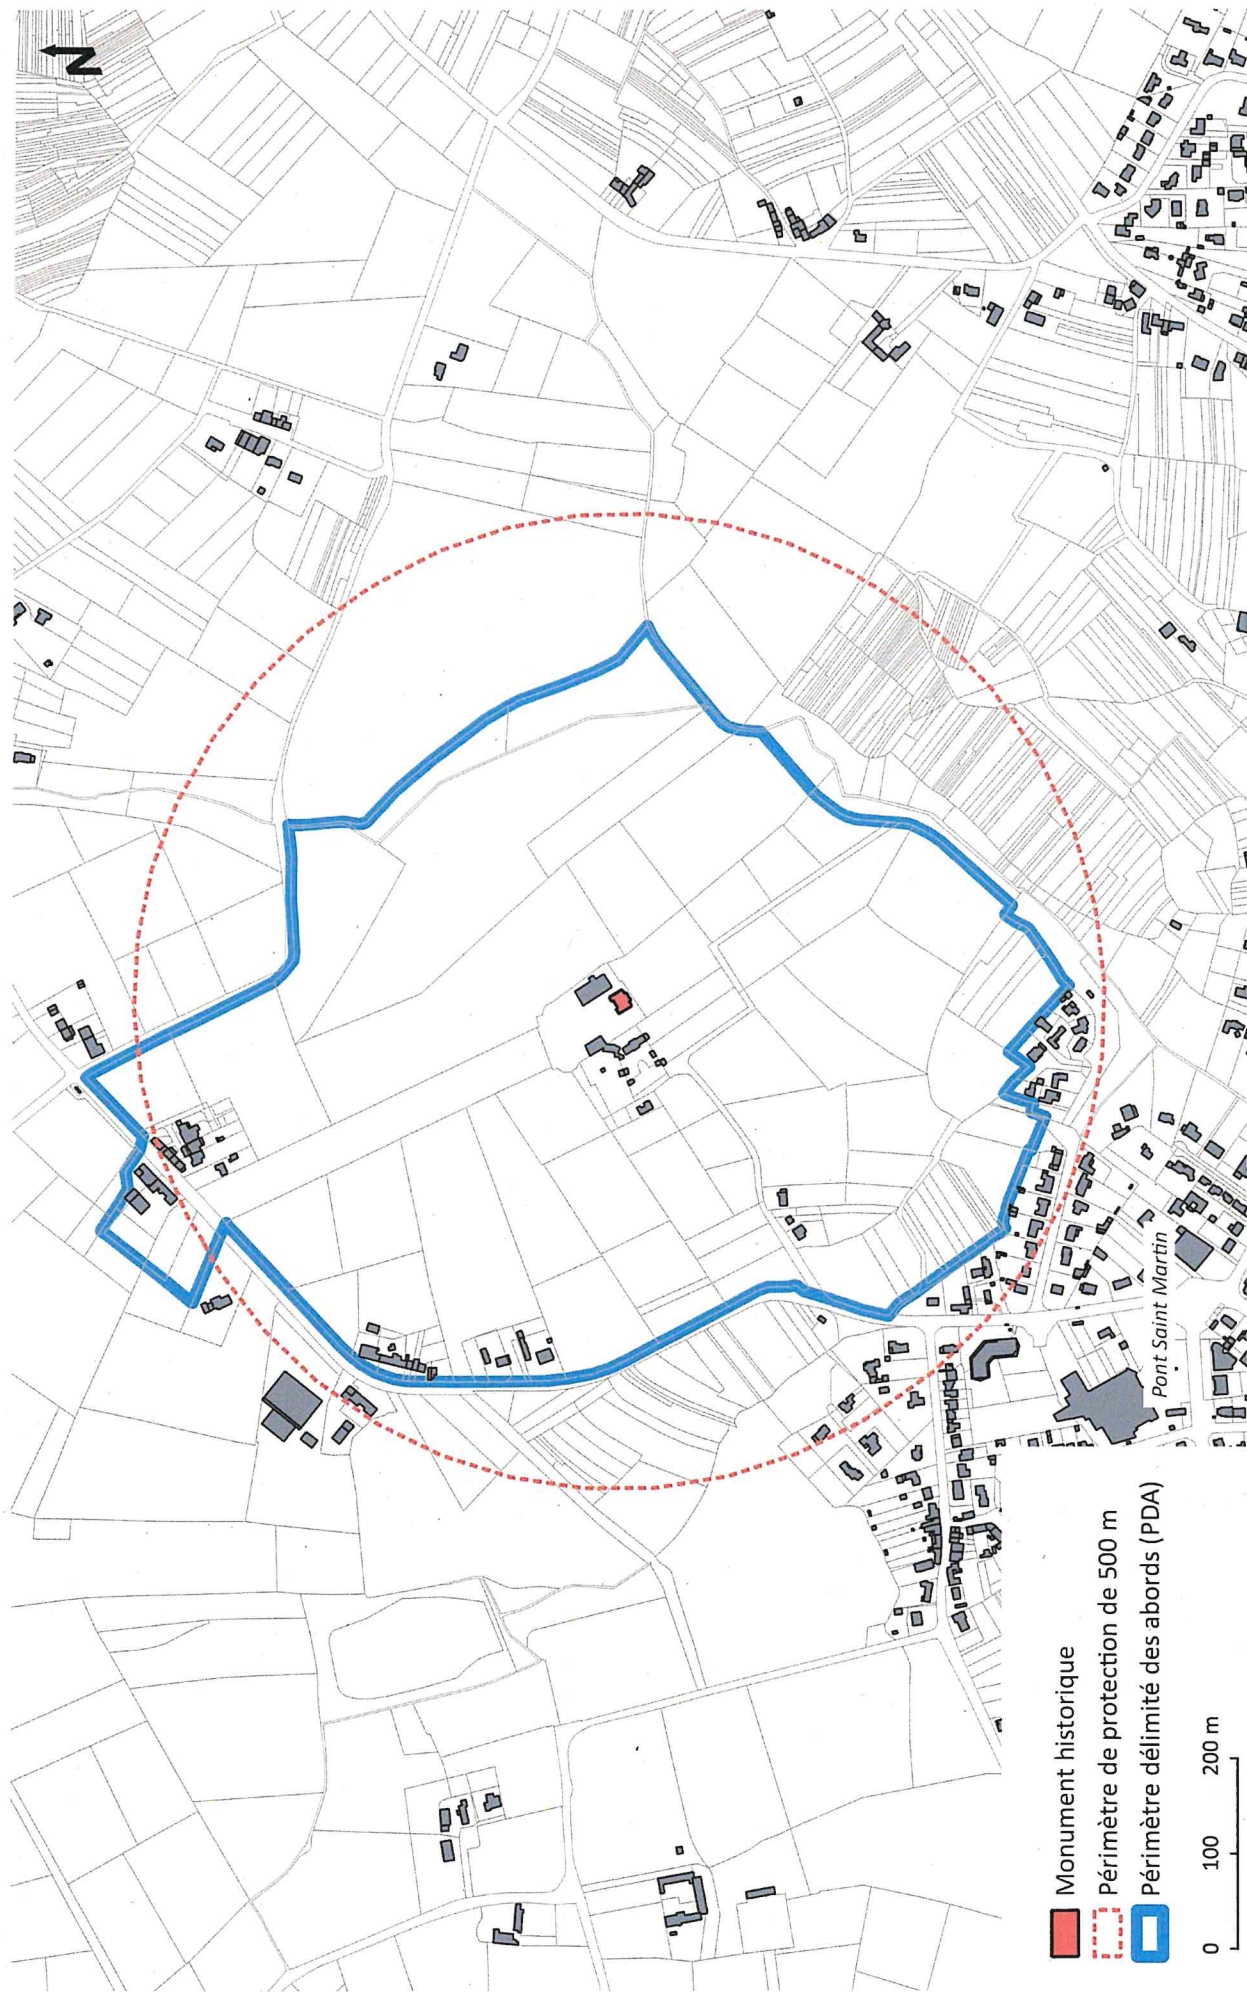 N
Pont Saint Martin
Monument historique
Périmètre de protection de 500 m
Périmètre délimité des abords (PDA)
0 100 200 m